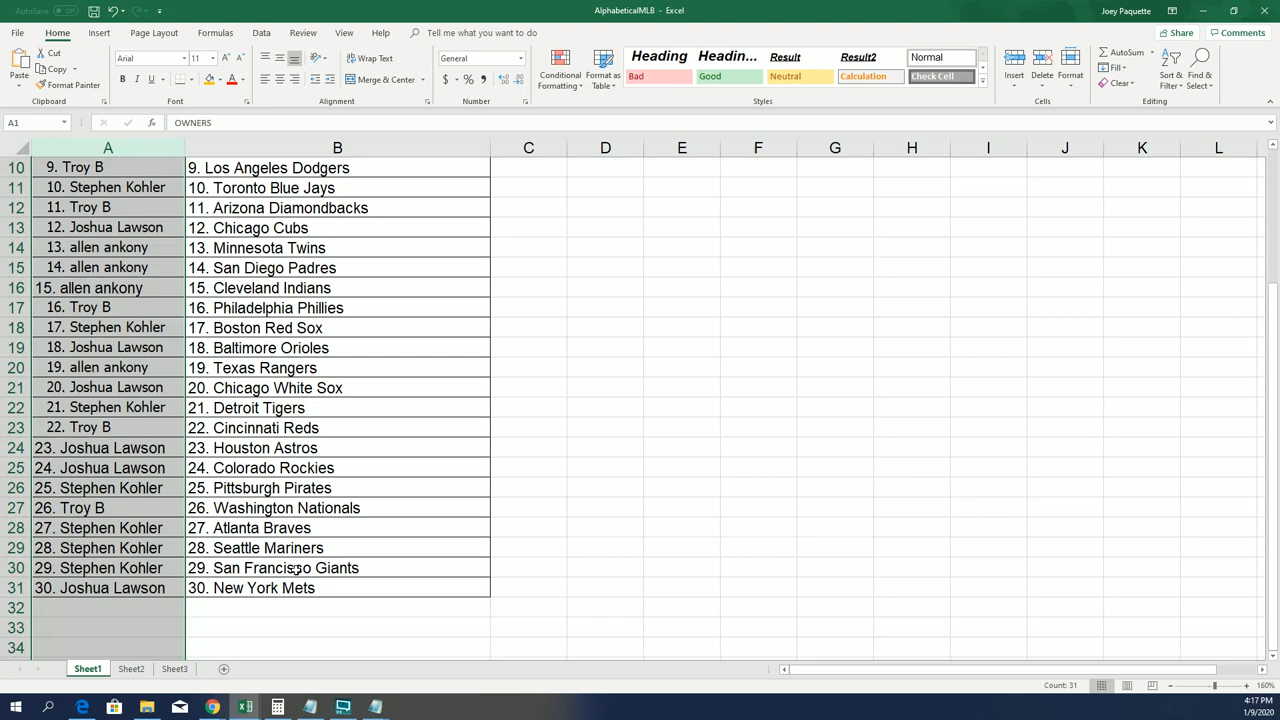 AutoSave Off
AlphabeticalMLB - Excel
Joey Paquette
File Home Insert Page Layout Formulas Data Review View Help Tell me what you want to do Share Comments
Paste
Cut
Copy
Format Painter
Clipboard
Arial 11
B I U
Font
Wrap Text
Merge & Center
Alignment
General
$ % ,
Number
Conditional Formatting
Format as Table
Heading Headin... Result Result2 Normal
Bad Good Neutral Calculation Check Cell
Styles
Insert Delete Format
Cells
AutoSum
Fill
Clear
Sort & Filter
Find & Select
Editing
A1 fx OWNERS
A B C D E F G H I J K L
10 9. Troy B 9. Los Angeles Dodgers
11 10. Stephen Kohler 10. Toronto Blue Jays
12 11. Troy B 11. Arizona Diamondbacks
13 12. Joshua Lawson 12. Chicago Cubs
14 13. allen ankony 13. Minnesota Twins
15 14. allen ankony 14. San Diego Padres
16 15. allen ankony 15. Cleveland Indians
17 16. Troy B 16. Philadelphia Phillies
18 17. Stephen Kohler 17. Boston Red Sox
19 18. Joshua Lawson 18. Baltimore Orioles
20 19. allen ankony 19. Texas Rangers
21 20. Joshua Lawson 20. Chicago White Sox
22 21. Stephen Kohler 21. Detroit Tigers
23 22. Troy B 22. Cincinnati Reds
24 23. Joshua Lawson 23. Houston Astros
25 24. Joshua Lawson 24. Colorado Rockies
26 25. Stephen Kohler 25. Pittsburgh Pirates
27 26. Troy B 26. Washington Nationals
28 27. Stephen Kohler 27. Atlanta Braves
29 28. Stephen Kohler 28. Seattle Mariners
30 29. Stephen Kohler 29. San Francisco Giants
31 30. Joshua Lawson 30. New York Mets
32
33
34
Sheet1 Sheet2 Sheet3
Count: 31 160%
4:17 PM
1/9/2020